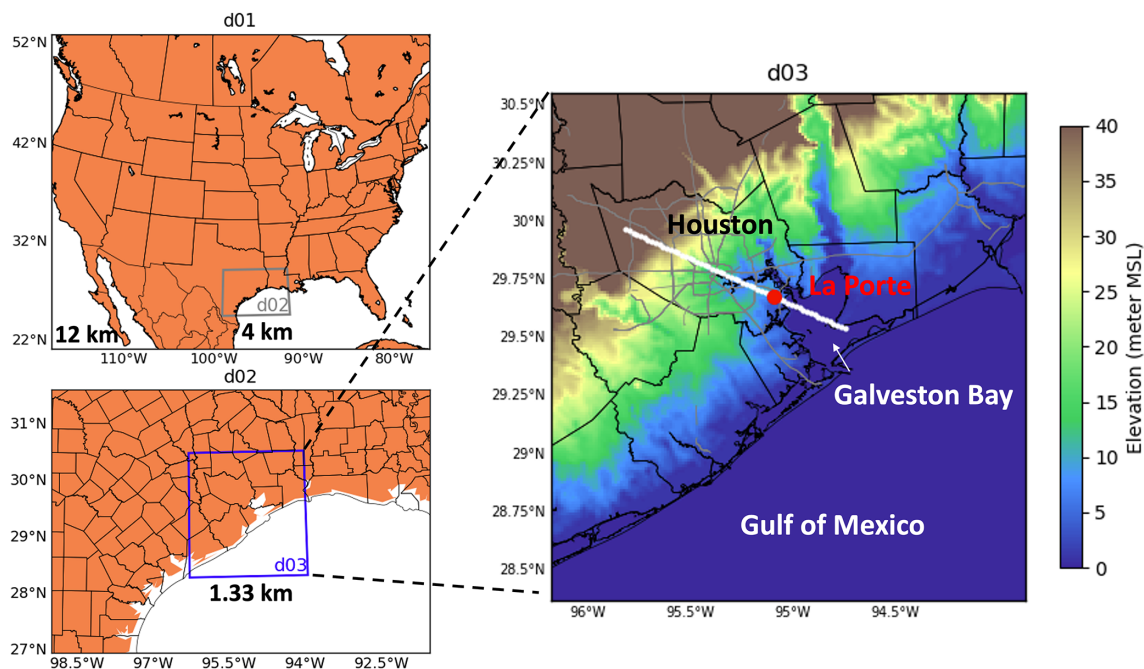 d01
52°N
42°N
32°N
22°N
d02
12 km
4 km
110°W
100°W
90°W
80°W
d02
31°N
30°N
29°N
28°N
27°N
d03
1.33 km
98.5°W
97°W
95.5°W
94°W
92.5°W
d03
30.5°N
30.25°N
30°N
29.75°N
29.5°N
29.25°N
29°N
28.75°N
28.5°N
Houston
La Porte
Galveston Bay
Gulf of Mexico
96°W
95.5°W
95°W
94.5°W
40
35
30
25
20
15
10
5
0
Elevation (meter MSL)